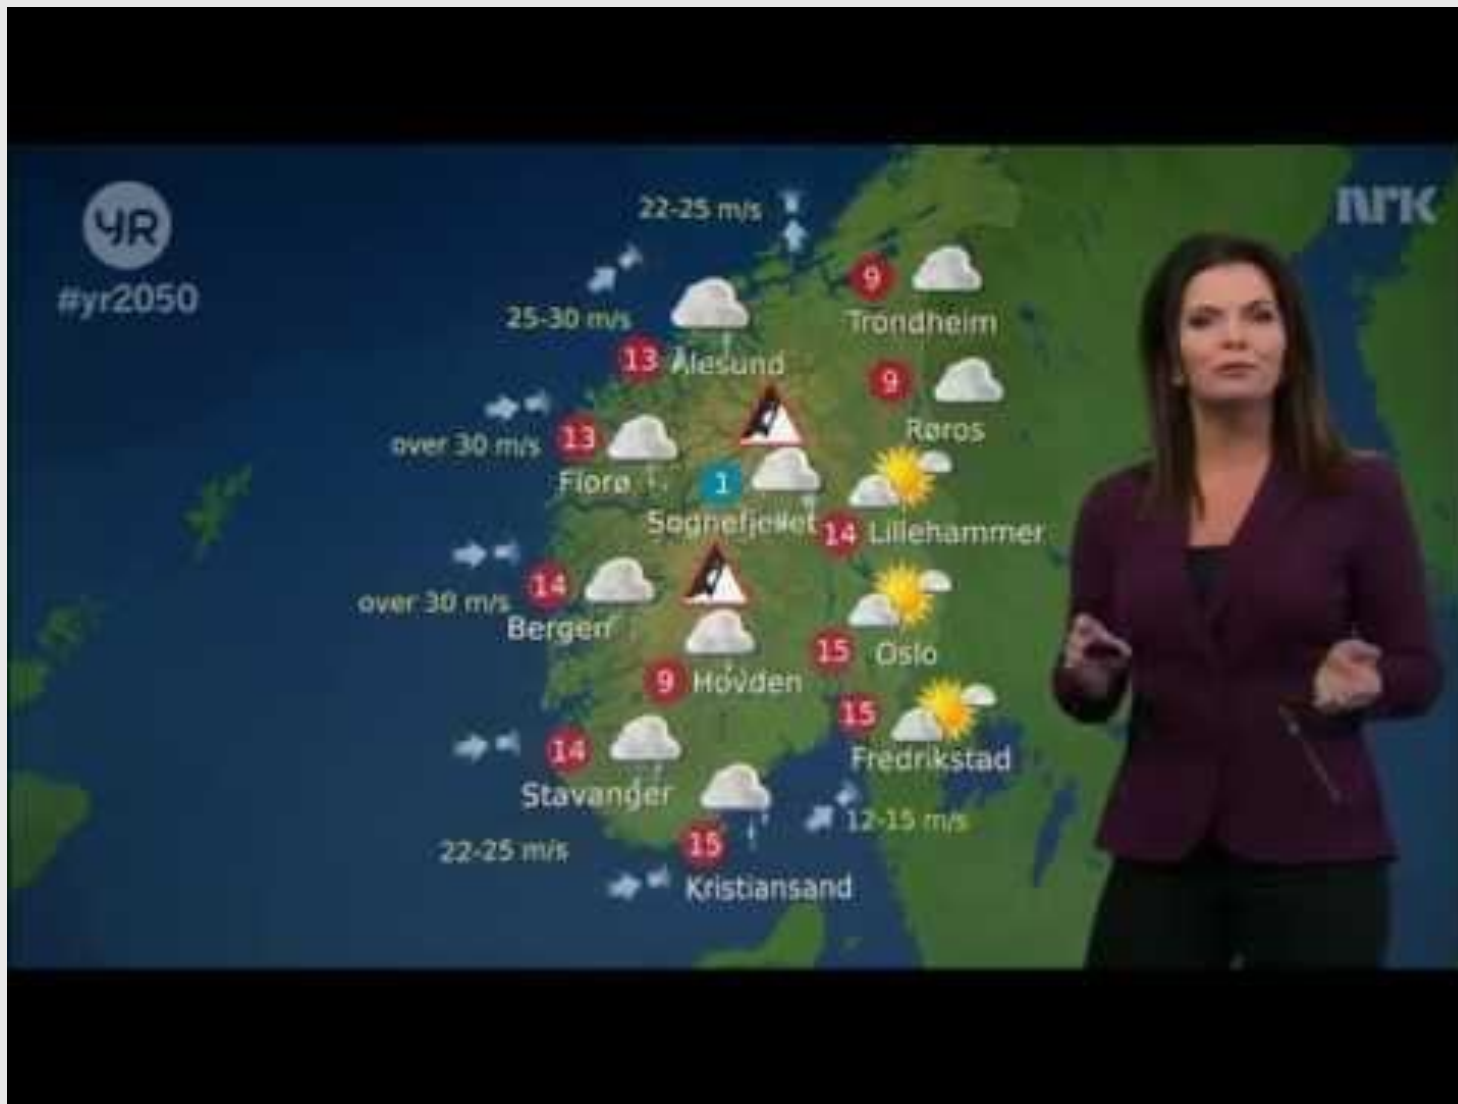 YR
#yr2050
nrk
22-25 m/s
25-30 m/s
9
Trondheim
13 Ålesund
9
Røros
over 30 m/s
13
Florø
1
Sognefjellet
14 Lillehammer
over 30 m/s
14
Bergen
15 Oslo
9 Hovden
15
Fredrikstad
14
Stavanger
12-15 m/s
22-25 m/s
15
Kristiansand